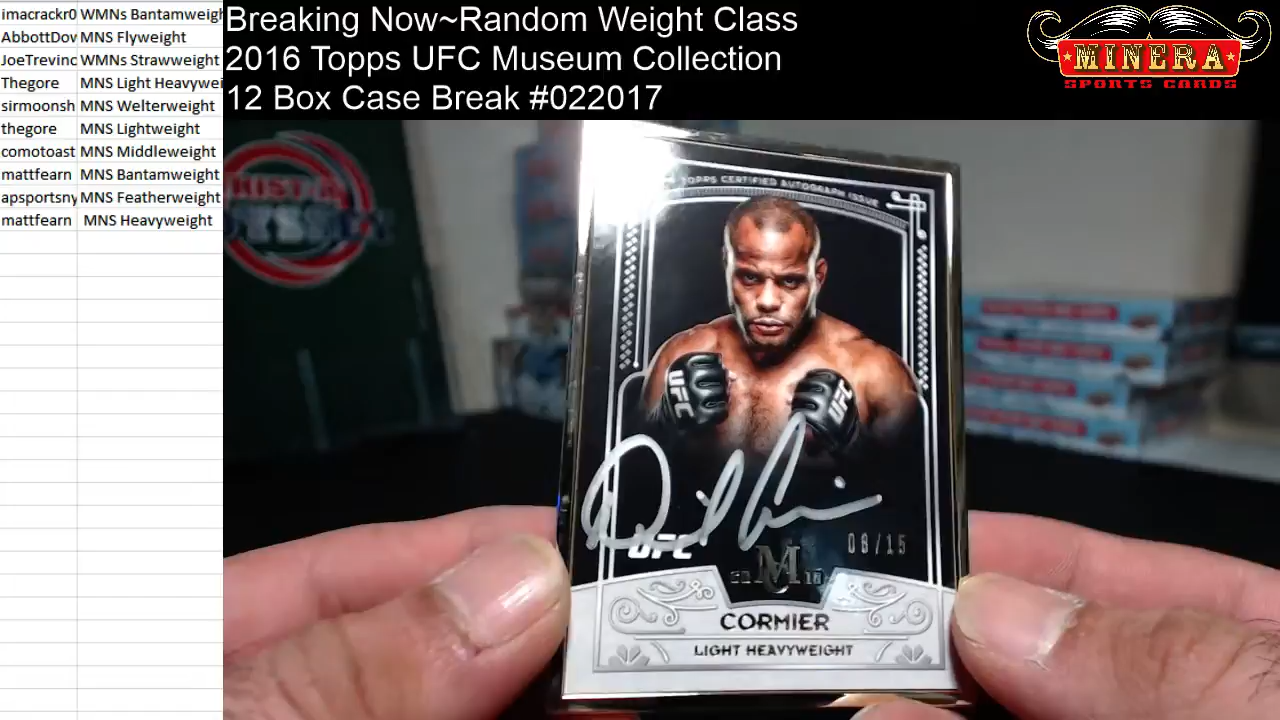 imacrackr0 WMNs Bantamweigh
AbbottDov MNS Flyweight
JoeTrevinc WMNs Strawweight
Thegore MNS Light Heavywei
sirmoonsh MNS Welterweight
thegore MNS Lightweight
comotoast MNS Middleweight
mattfearn MNS Bantamweight
apsportsny MNS Featherweight
mattfearn MNS Heavyweight
Breaking Now~Random Weight Class
2016 Topps UFC Museum Collection
12 Box Case Break #022017
MINERA
SPORTS CARDS
TOPPS CERTIFIED AUTOGRAPH ISSUE
UFC
UFC
UFC
08/15
M
CORMIER
LIGHT HEAVYWEIGHT